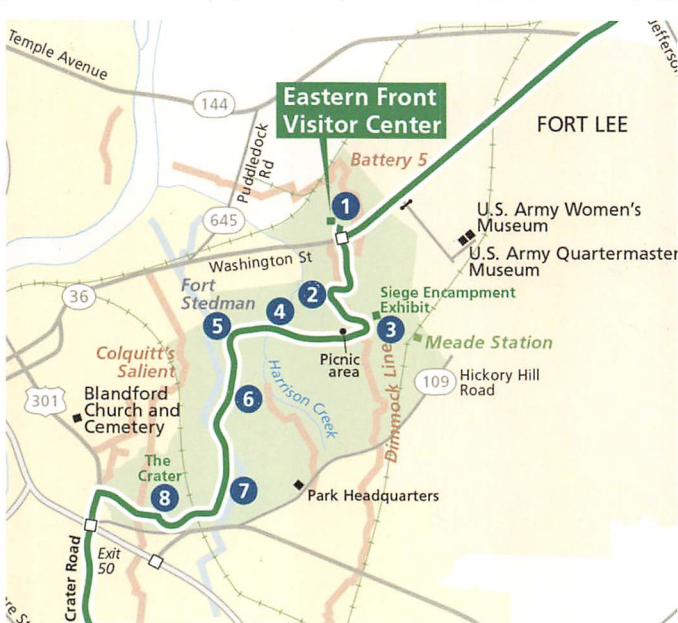 Temple Avenue
144
Jefferso
Eastern Front
Visitor Center
FORT LEE
Puddledock
Rd
Battery 5
1
645
U.S. Army Women's
Museum
Washington St
U.S. Army Quartermaster
Museum
36
Fort
Stedman
2
Siege Encampment
Exhibit
4
5
3
Meade Station
Colquitt's
Salient
Picnic
area
Dimmock Line
109
Hickory Hill
Road
301
Blandford
Church and
Cemetery
Harrison Creek
6
The
Crater
8
7
Park Headquarters
Crater Road
Exit
50
re St